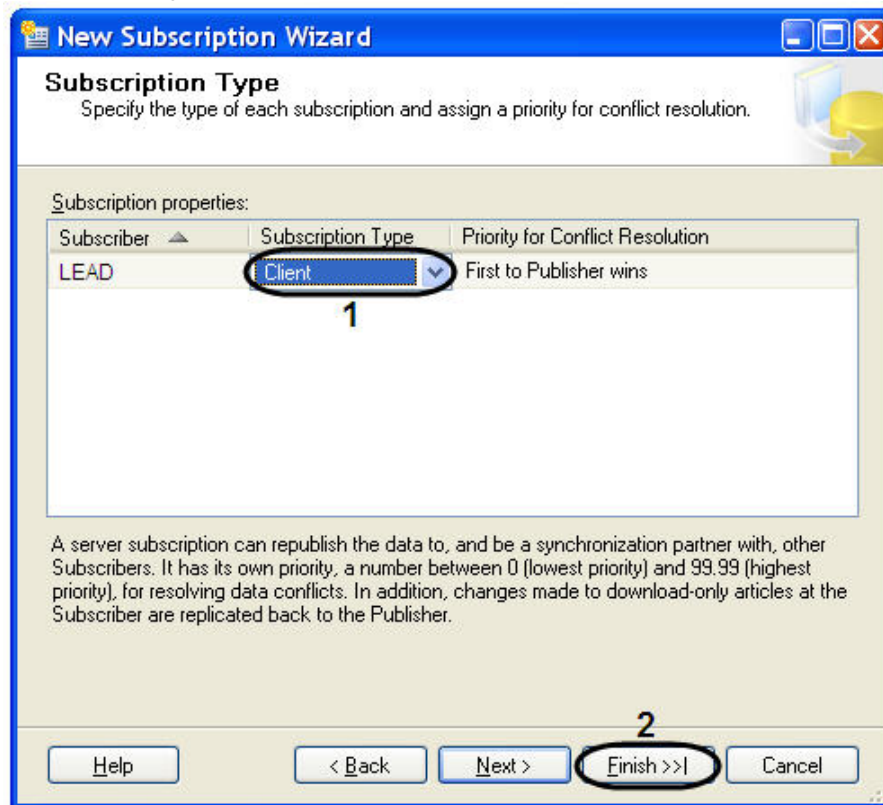 New Subscription Wizard
Subscription Type
Specify the type of each subscription and assign a priority for conflict resolution.
Subscription properties:
Subscriber Subscription Type Priority for Conflict Resolution
LEAD Client First to Publisher wins
1
A server subscription can republish the data to, and be a synchronization partner with, other
Subscribers. It has its own priority, a number between 0 (lowest priority) and 99.99 (highest
priority), for resolving data conflicts. In addition, changes made to download-only articles at the
Subscriber are replicated back to the Publisher.
2
Help < Back Next > Finish >>| Cancel